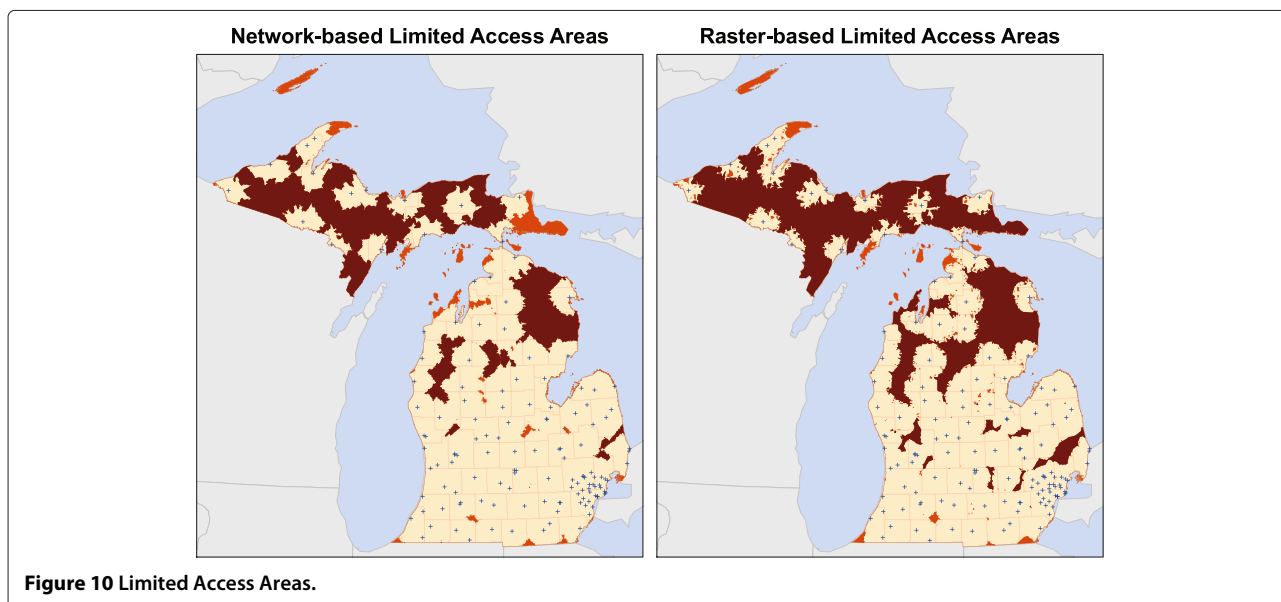 Network-based Limited Access Areas
Raster-based Limited Access Areas
Figure 10 Limited Access Areas.